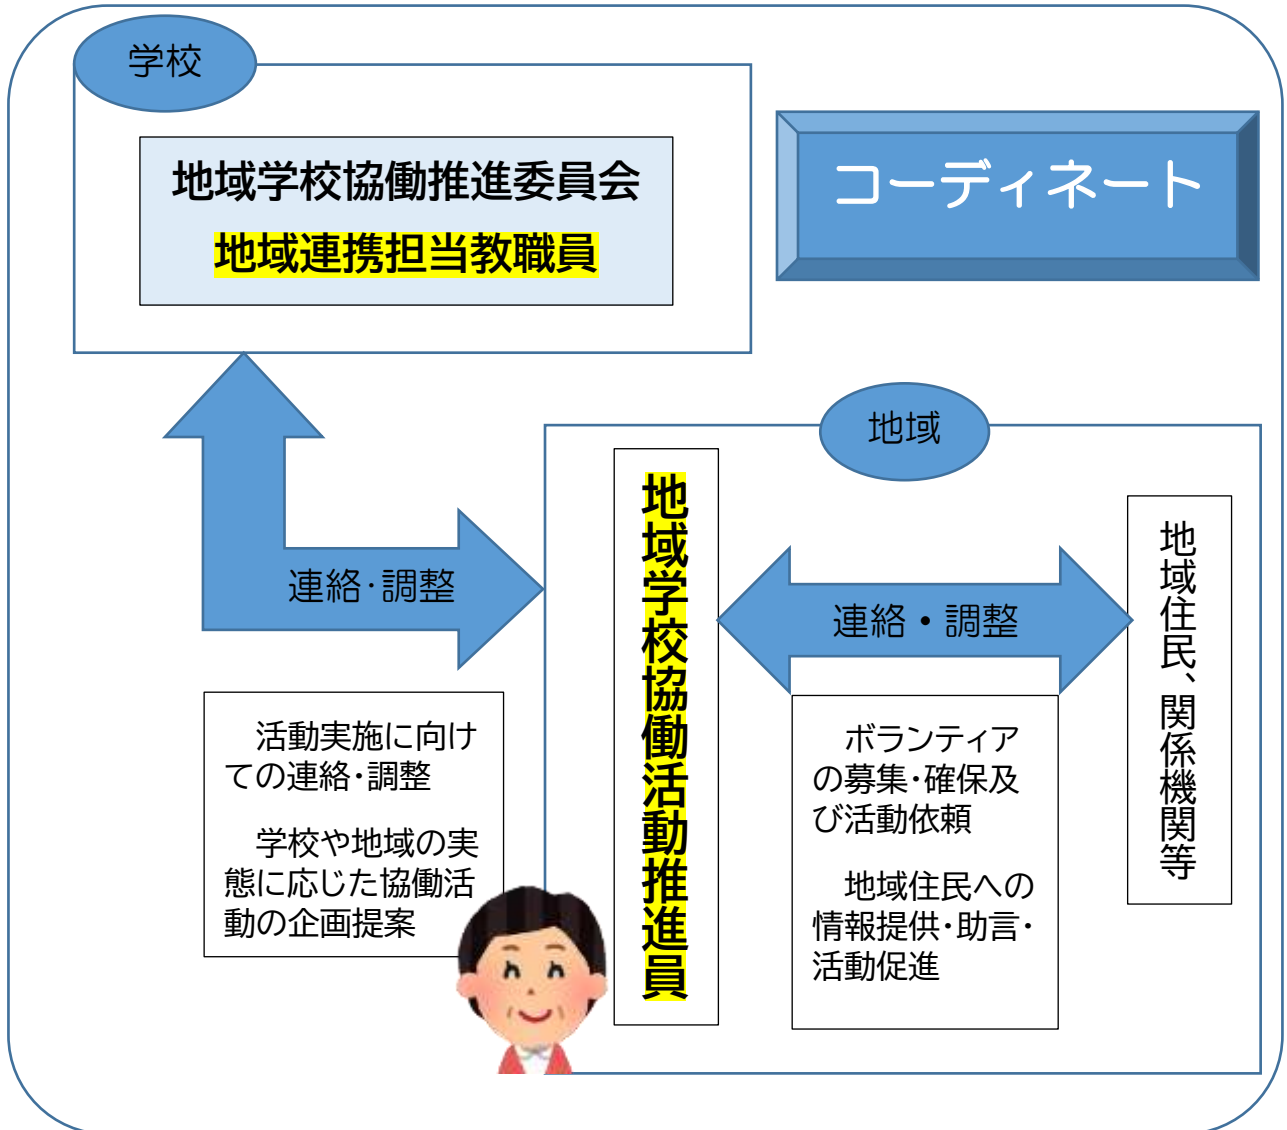 学校
地域学校協働推進委員会
地域連携担当教職員
コーディネート
連絡･調整
活動実施に向け
ての連絡･調整
学校や地域の実
態に応じた協働活
動の企画提案
地域
地域学校協働活動推進員
連絡・調整
ボランティア
の募集･確保及
び活動依頼
地域住民への
情報提供･助言･
活動促進
地域住民、関係機関等